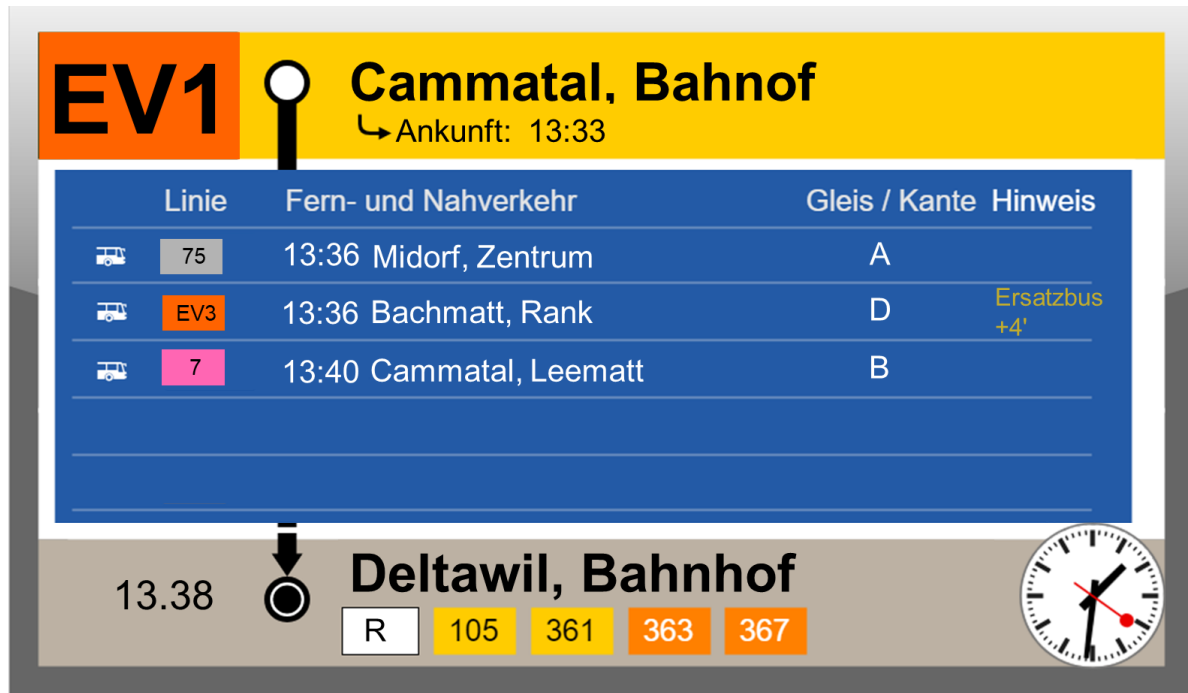 EV1 Cammatal, Bahnof
Ankunft: 13:33
Linie Fern- und Nahverkehr Gleis / Kante Hinweis
75 13:36 Midorf, Zentrum A
EV3 13:36 Bachmatt, Rank D Ersatzbus
+4'
7 13:40 Cammatal, Leematt B
13.38 Deltawil, Bahnhof
R 105 361 363 367